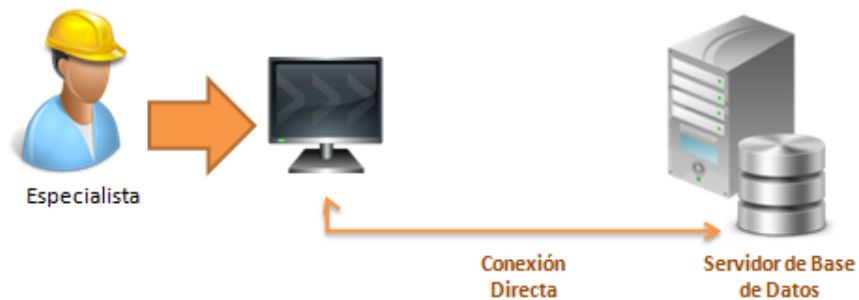 Especialista
Conexión
Directa
Servidor de Base
de Datos